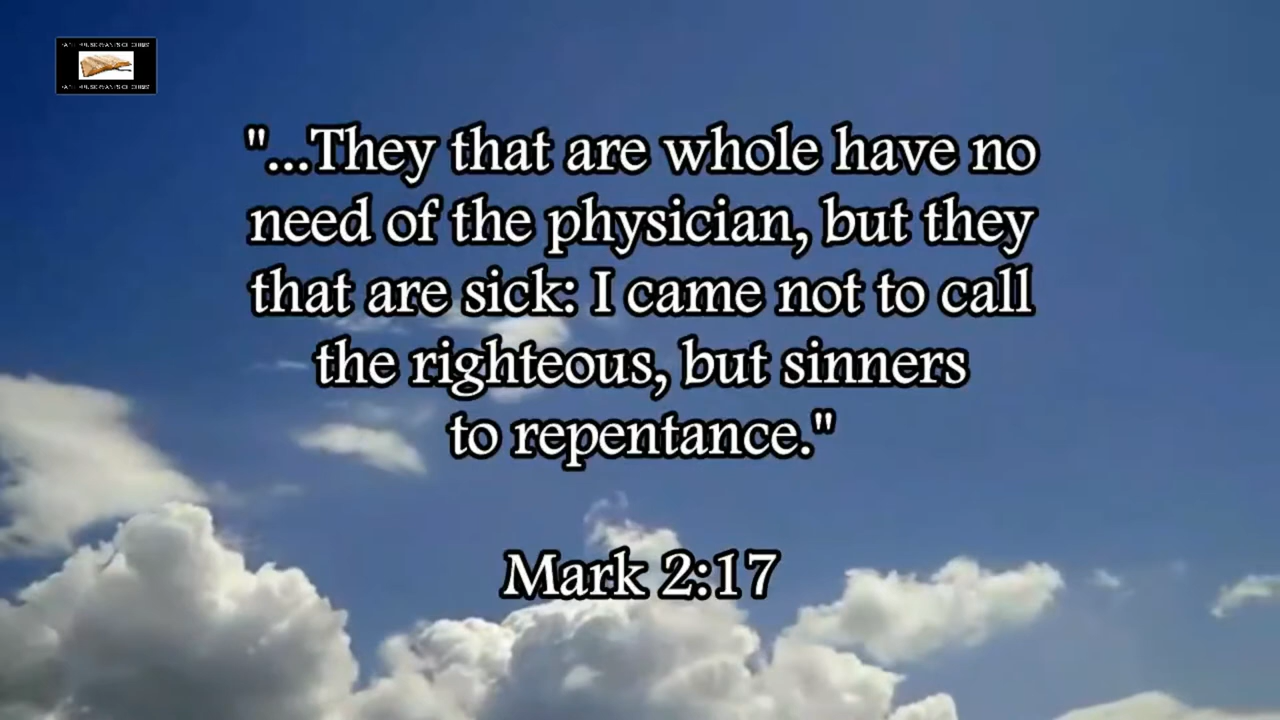 "...They that are whole have no
need of the physician, but they
that are sick: I came not to call
the righteous, but sinners
to repentance."
Mark 2:17